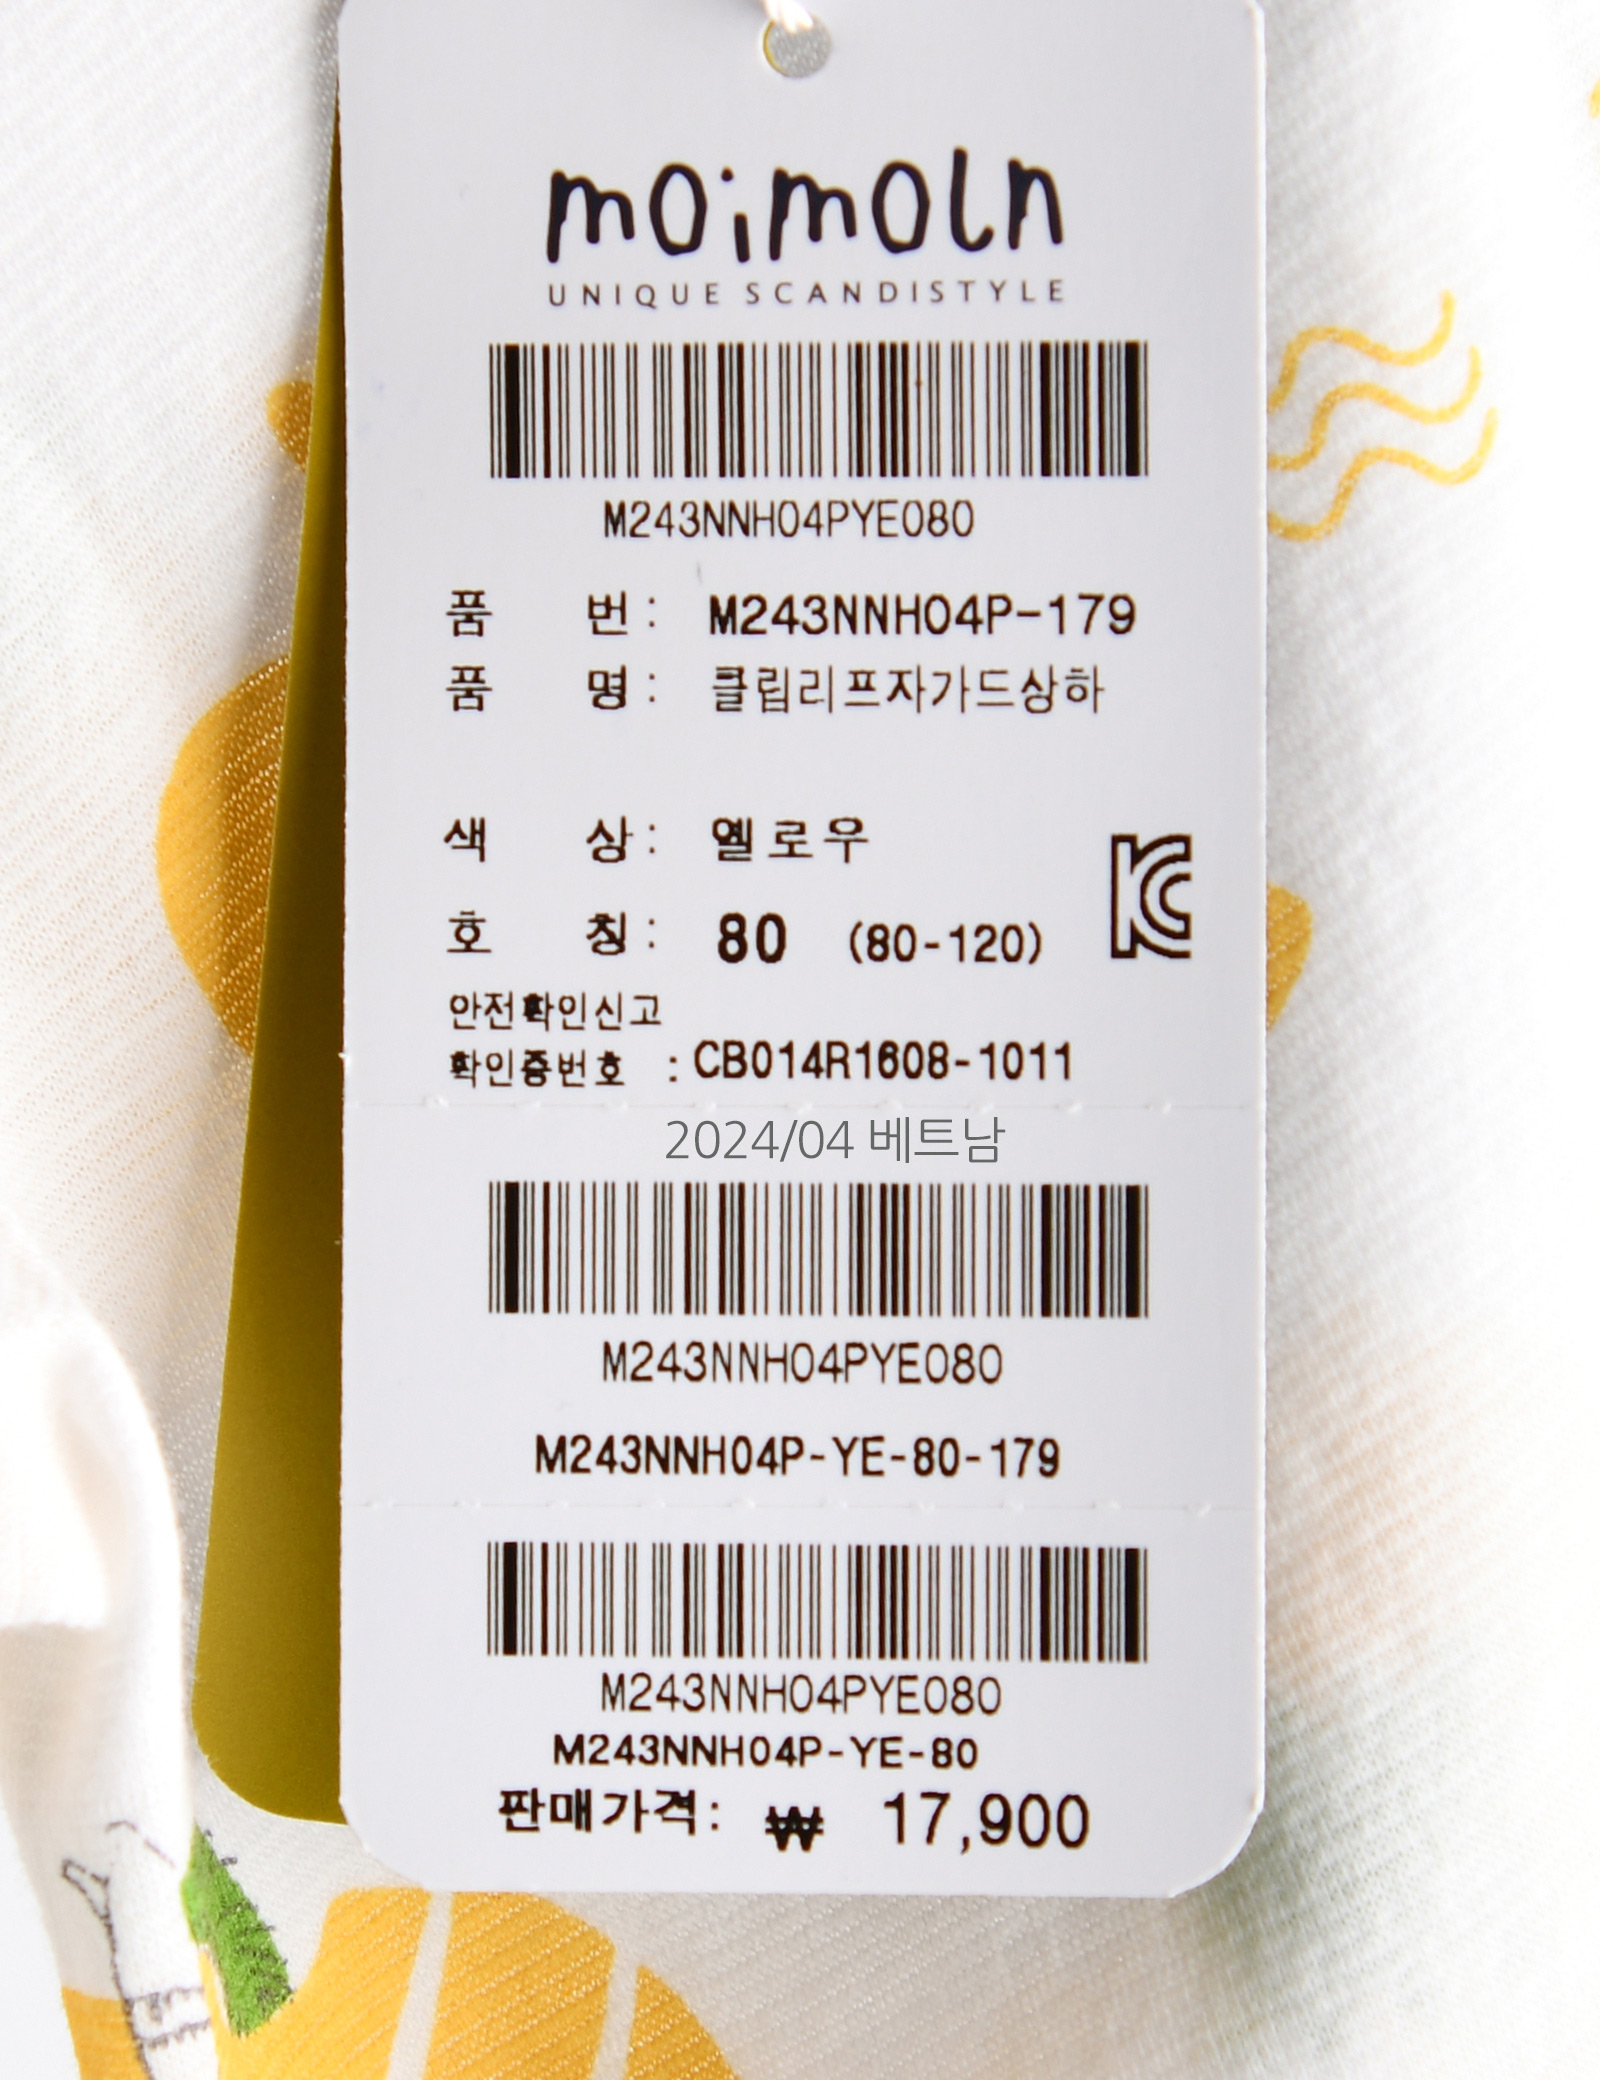 moimoln
UNIQUE SCANDISTYLE
M243NNH04PYE080
품 번 : M243NNH04P-179
품 명 : 클립리프자가드상하
색 상 : 옐로우
호 칭 : 80 (80-120)
안전확인신고
확인증번호 : CB014R1608-1011
2024/04 베트남
M243NNH04PYE080
M243NNH04P-YE-80-179
M243NNH04PYE080
M243NNH04P-YE-80
판매가격 : ₩ 17,900